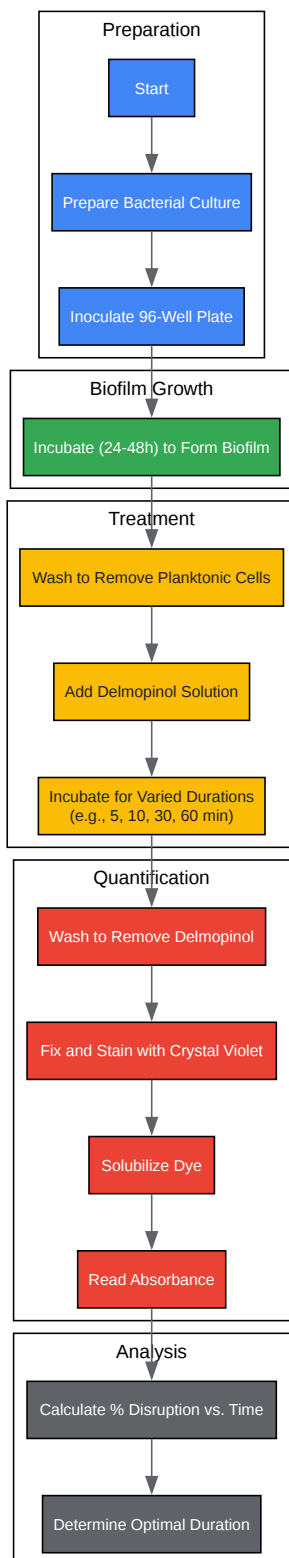 Preparation
Start
Prepare Bacterial Culture
Inoculate 96-Well Plate
Biofilm Growth
Incubate (24-48h) to Form Biofilm
Treatment
Wash to Remove Planktonic Cells
Add Delmopinol Solution
Incubate for Varied Durations
(e.g., 5, 10, 30, 60 min)
Quantification
Wash to Remove Delmopinol
Fix and Stain with Crystal Violet
Solubilize Dye
Read Absorbance
Analysis
Calculate % Disruption vs. Time
Determine Optimal Duration